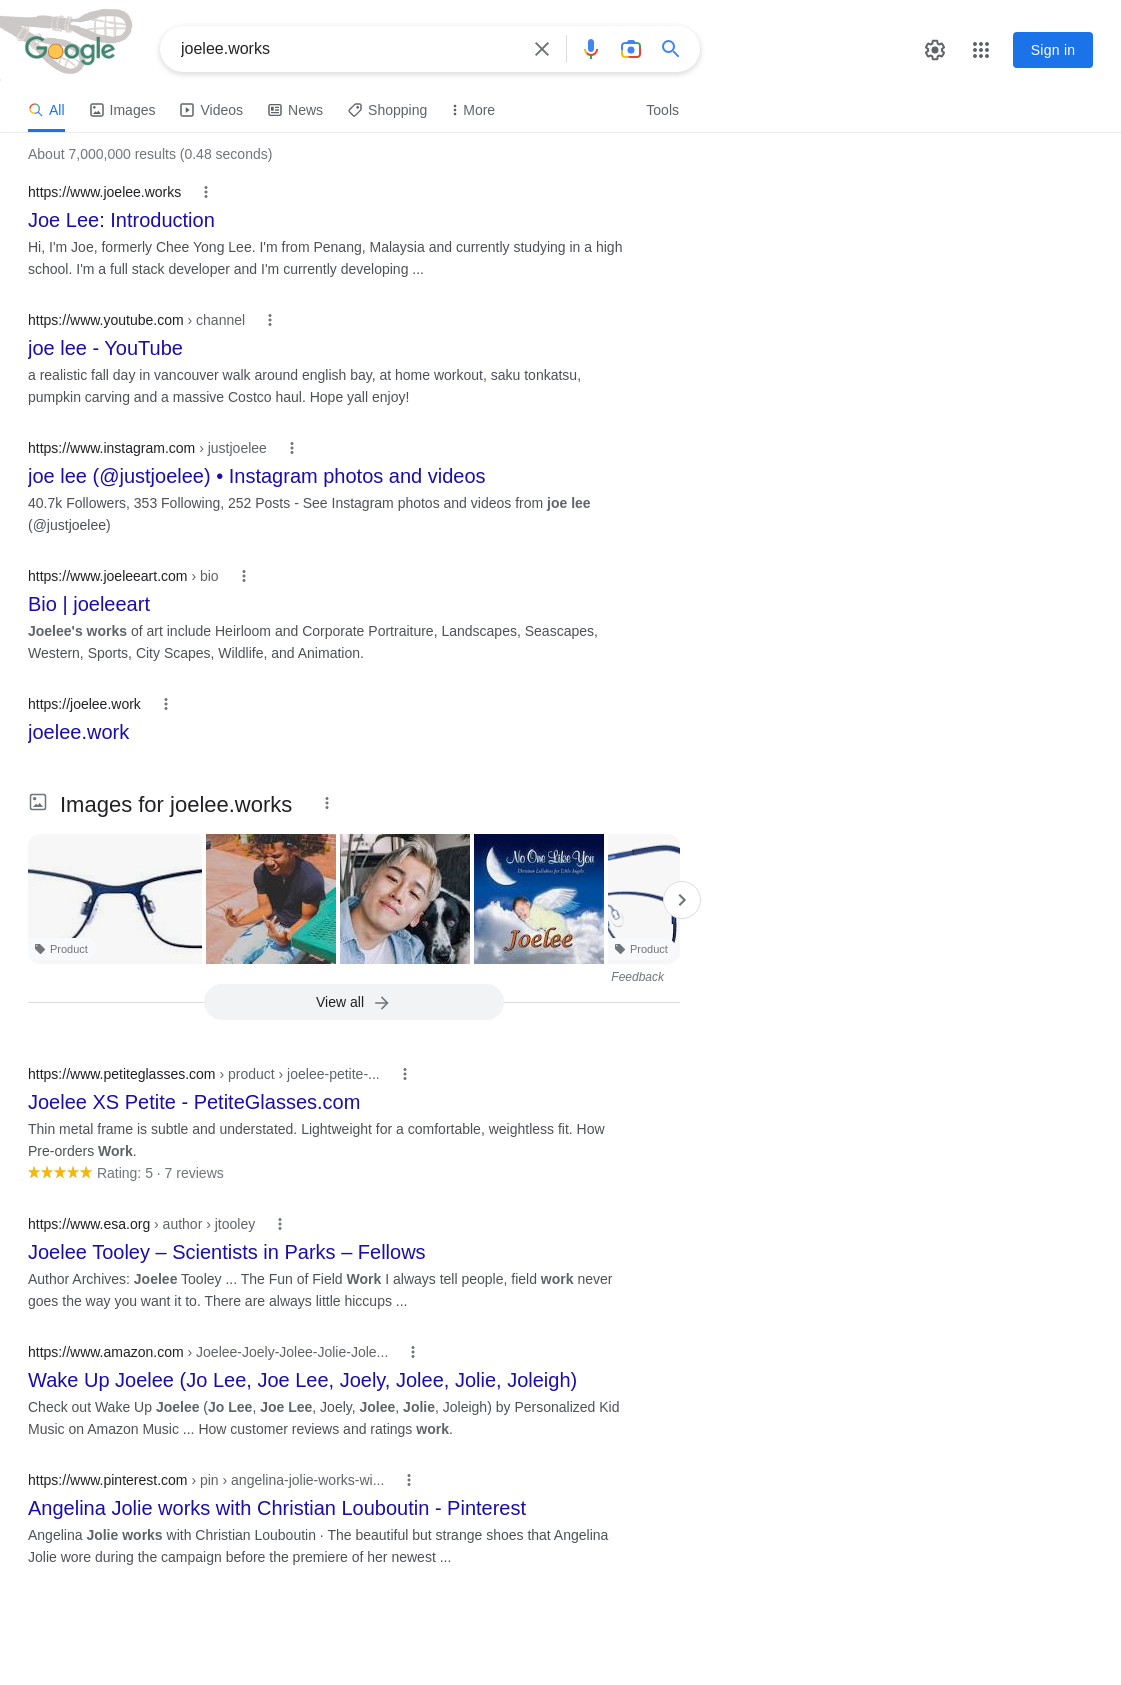 Google
joelee.works
Sign in
All
Images
Videos
News
Shopping
More
Tools
About 7,000,000 results (0.48 seconds)
https://www.joelee.works
Joe Lee: Introduction
Hi, I'm Joe, formerly Chee Yong Lee. I'm from Penang, Malaysia and currently studying in a high
school. I'm a full stack developer and I'm currently developing ...
https://www.youtube.com › channel
joe lee - YouTube
a realistic fall day in vancouver walk around english bay, at home workout, saku tonkatsu,
pumpkin carving and a massive Costco haul. Hope yall enjoy!
https://www.instagram.com › justjoelee
joe lee (@justjoelee) • Instagram photos and videos
40.7k Followers, 353 Following, 252 Posts - See Instagram photos and videos from joe lee
(@justjoelee)
https://www.joeleeart.com › bio
Bio | joeleeart
Joelee's works of art include Heirloom and Corporate Portraiture, Landscapes, Seascapes,
Western, Sports, City Scapes, Wildlife, and Animation.
https://joelee.work
joelee.work
Images for joelee.works
No One Like You
Christian Lullabies for Little Angels
Joelee
Product
Product
Feedback
View all
https://www.petiteglasses.com › product › joelee-petite-...
Joelee XS Petite - PetiteGlasses.com
Thin metal frame is subtle and understated. Lightweight for a comfortable, weightless fit. How
Pre-orders Work.
Rating: 5 · 7 reviews
https://www.esa.org › author › jtooley
Joelee Tooley – Scientists in Parks – Fellows
Author Archives: Joelee Tooley ... The Fun of Field Work I always tell people, field work never
goes the way you want it to. There are always little hiccups ...
https://www.amazon.com › Joelee-Joely-Jolee-Jolie-Jole...
Wake Up Joelee (Jo Lee, Joe Lee, Joely, Jolee, Jolie, Joleigh)
Check out Wake Up Joelee (Jo Lee, Joe Lee, Joely, Jolee, Jolie, Joleigh) by Personalized Kid
Music on Amazon Music ... How customer reviews and ratings work.
https://www.pinterest.com › pin › angelina-jolie-works-wi...
Angelina Jolie works with Christian Louboutin - Pinterest
Angelina Jolie works with Christian Louboutin · The beautiful but strange shoes that Angelina
Jolie wore during the campaign before the premiere of her newest ...